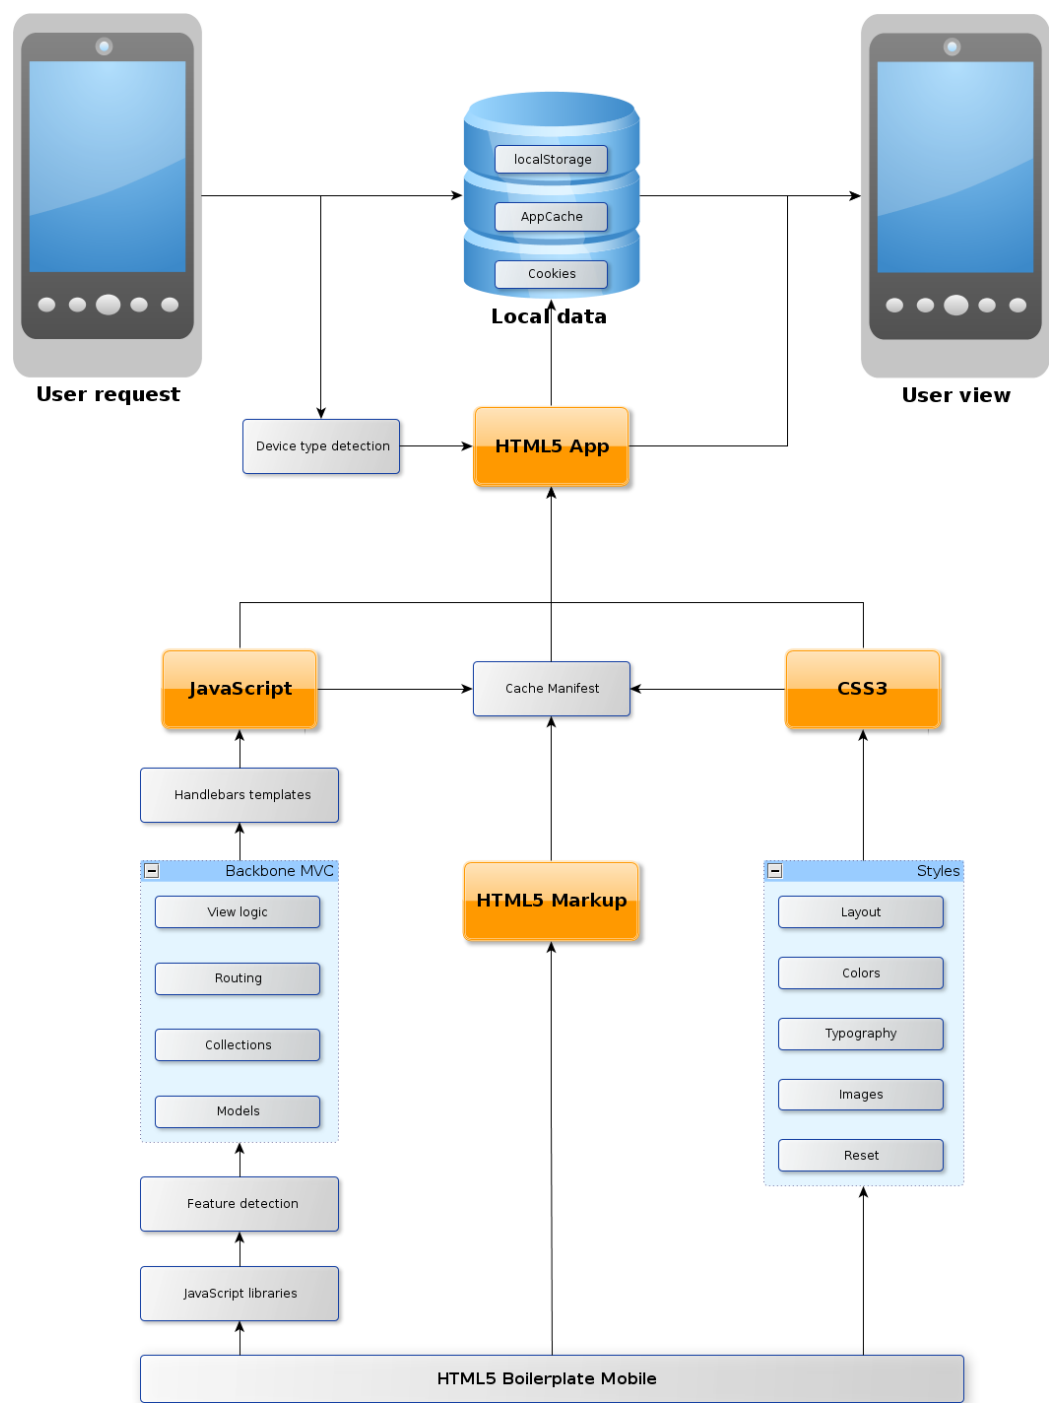 localStorage
AppCache
Cookies
Local data
User request
User view
Device type detection
HTML5 App
JavaScript
Cache Manifest
CSS3
Handlebars templates
Backbone MVC
View logic
Routing
Collections
Models
HTML5 Markup
Styles
Layout
Colors
Typography
Images
Reset
Feature detection
JavaScript libraries
HTML5 Boilerplate Mobile